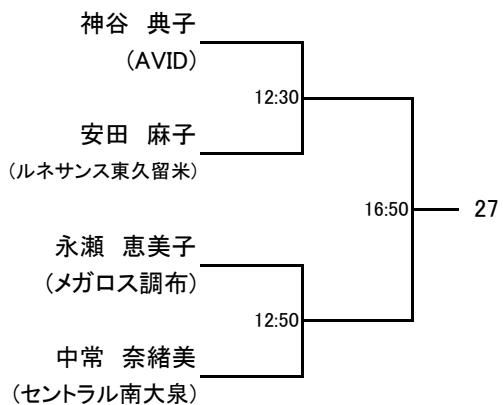 神谷　典子
(AVID)
12:30
安田　麻子
(ルネサンス東久留米)
16:50
27
永瀬　恵美子
(メガロス調布)
12:50
中常　奈緒美
(セントラル南大泉)